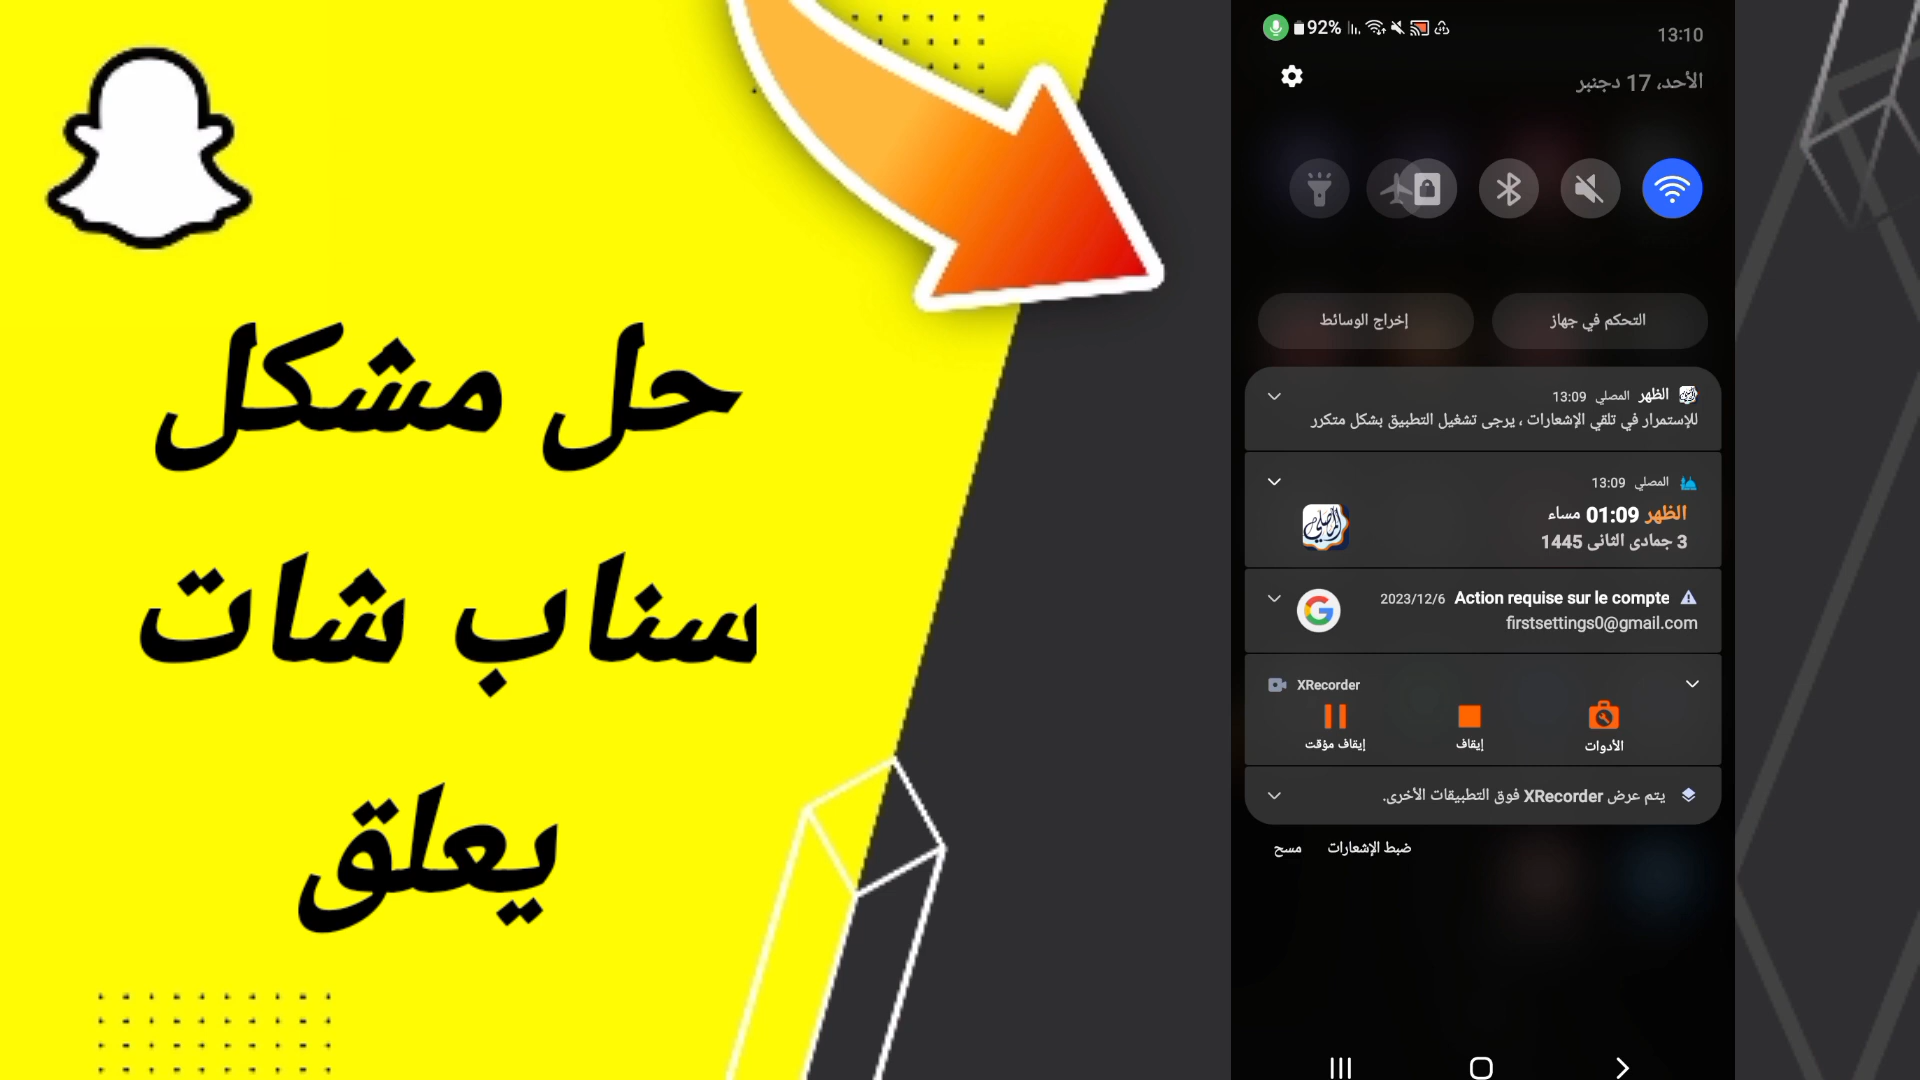 حل مشكل
سناب شات
يعلق
92%
13:10
الأحد، 17 دجنبر
التحكم في جهاز
إخراج الوسائط
الظهر المصلي 13:09
للإستمرار في تلقي الإشعارات ، يرجى تشغيل التطبيق بشكل متكرر
المصلي 13:09
الظهر 01:09 مساء
3 جمادى الثانى 1445
المصلي
Action requise sur le compte 2023/12/6
firstsettings0@gmail.com
XRecorder
الأدوات
إيقاف
إيقاف مؤقت
يتم عرض XRecorder فوق التطبيقات الأخرى.
ضبط الإشعارات
مسح